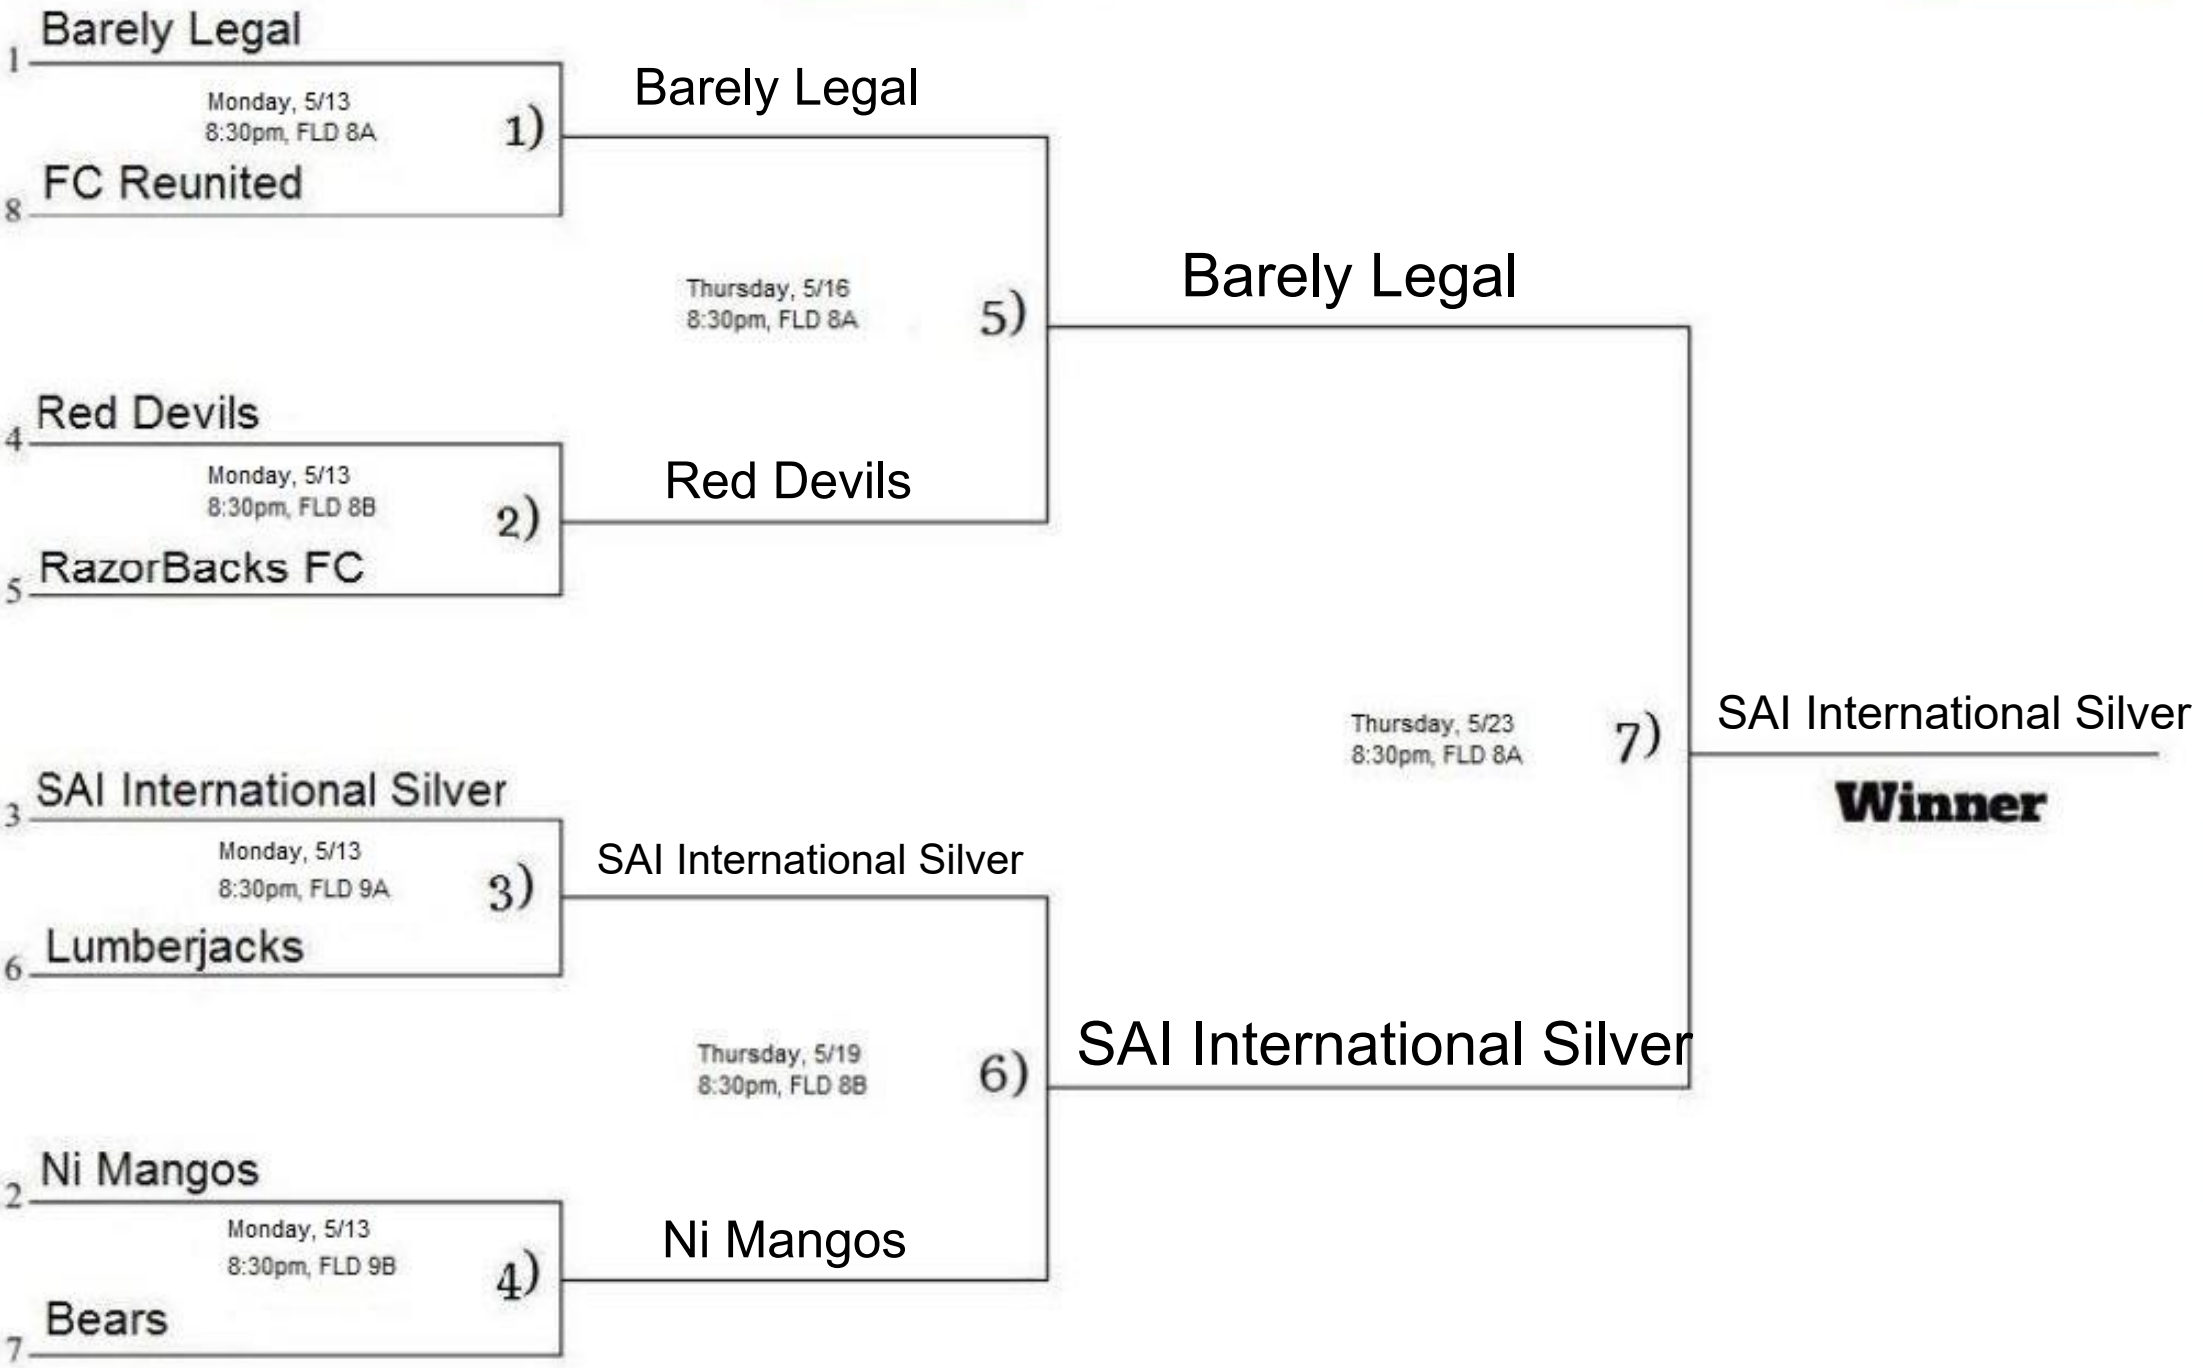 Barely Legal
1
Monday, 5/13
8:30pm, FLD 8A
1)
FC Reunited
8
Barely Legal
Thursday, 5/16
8:30pm, FLD 8A
5)
Red Devils
4
Monday, 5/13
8:30pm, FLD 8B
2)
RazorBacks FC
5
Red Devils
Barely Legal
SAI International Silver
3
Monday, 5/13
8:30pm, FLD 9A
3)
Lumberjacks
6
SAI International Silver
Thursday, 5/19
8:30pm, FLD 8B
6)
Ni Mangos
2
Monday, 5/13
8:30pm, FLD 9B
4)
Bears
7
Ni Mangos
SAI International Silver
Thursday, 5/23
8:30pm, FLD 8A
7)
SAI International Silver
Winner